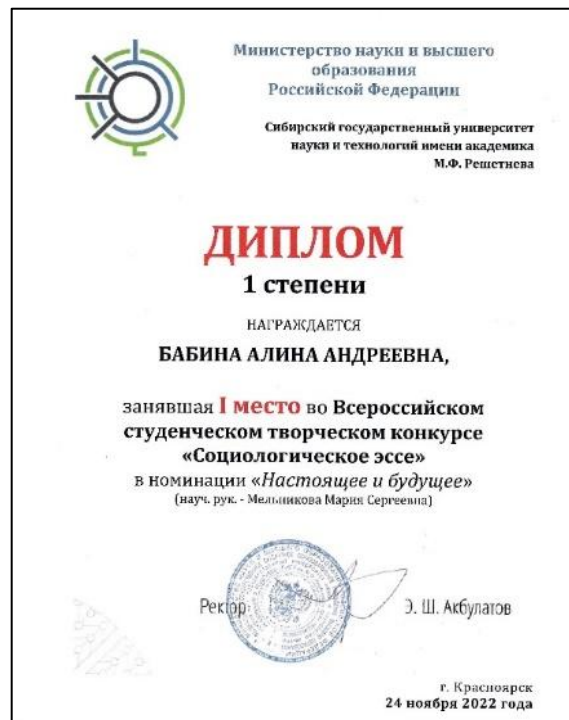 Министерство науки и высшего
образования
Российской Федерации
Сибирский государственный университет
науки и технологий имени академика
М.Ф. Решетнева
ДИПЛОМ
1 степени
НАГРАЖДАЕТСЯ
БАБИНА АЛИНА АНДРЕЕВНА,
занявшая I место во Всероссийском
студенческом творческом конкурсе
«Социологическое эссе»
в номинации «Настоящее и будущее»
(науч. рук. - Мельникова Мария Сергеевна)
Ректор
Э. Ш. Акбулатов
г. Красноярск
24 ноября 2022 года